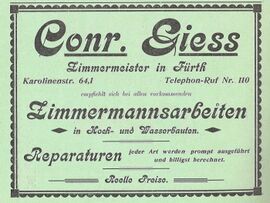 Conr. Giess
Zimmermeister in Fürth
Karolinenstr. 64,1 Telephon-Ruf Nr. 110
empfiehlt sich bei allen vorkommenden
Zimmermannsarbeiten
in Hoch- und Wasserbauten.
Reparaturen jeder Art werden prompt ausgeführt
und billigst berechnet.
Reelle Preise.